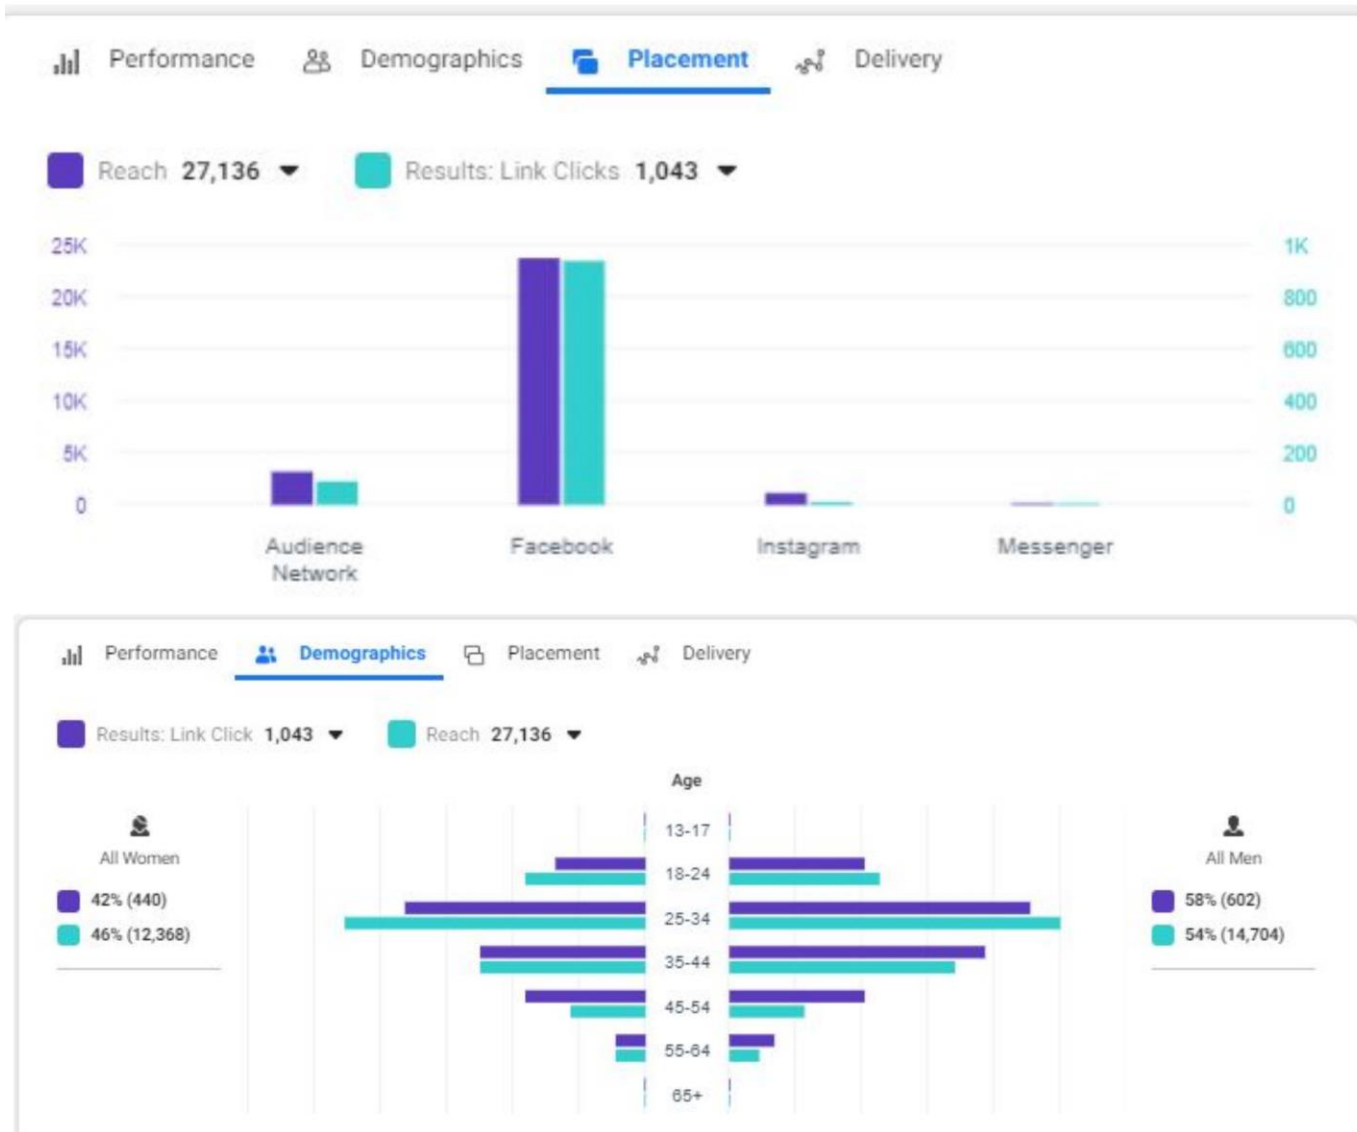 Performance Demographics Placement Delivery
Reach 27,136 Results: Link Clicks 1,043
25K 1K
20K 800
15K 600
10K 400
5K 200
0 0
Audience Facebook Instagram Messenger
Network
Performance Demographics Placement Delivery
Results: Link Click 1,043 Reach 27,136
Age
13-17
All Women All Men
18-24
42% (440) 58% (602)
25-34
46% (12,368) 54% (14,704)
35-44
45-54
55-64
65+